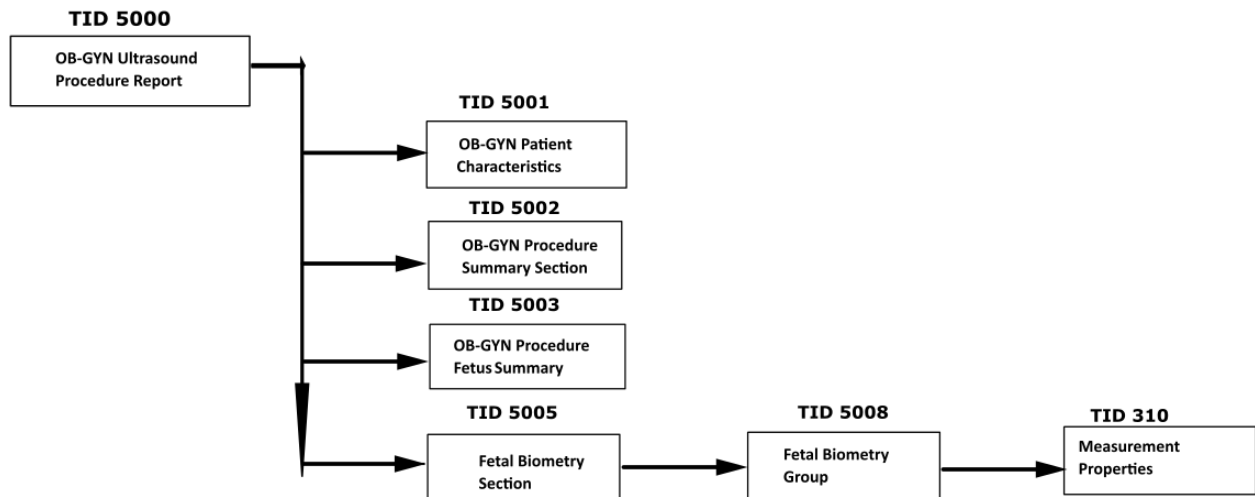 TID 5000
OB-GYN Ultrasound
Procedure Report
TID 5001
OB-GYN Patient
Characteristics
TID 5002
OB-GYN Procedure
Summary Section
TID 5003
OB-GYN Procedure
Fetus Summary
TID 5005
Fetal Biometry
Section
TID 5008
Fetal Biometry
Group
TID 310
Measurement
Properties